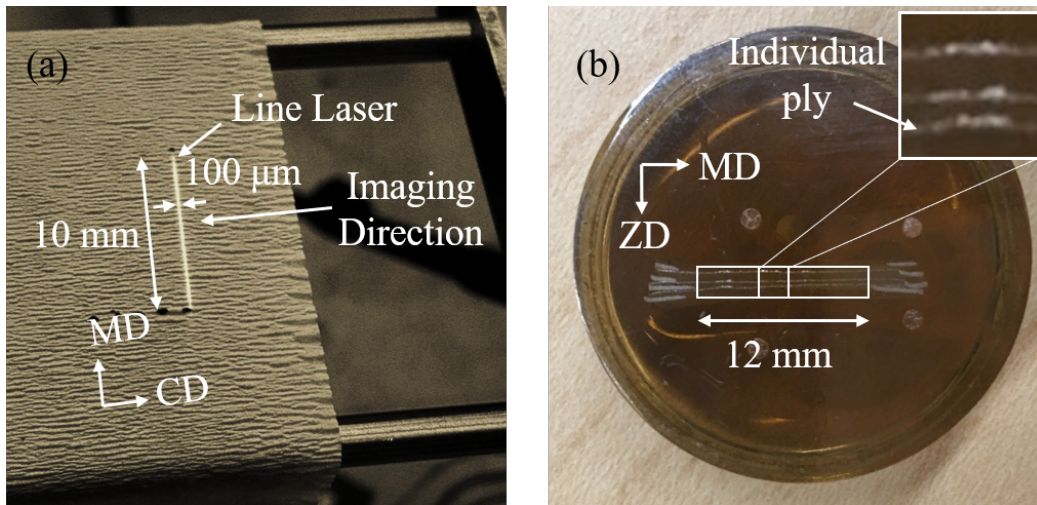 (a)
Line Laser
100 μm
Imaging
Direction
10 mm
MD
CD
(b)
Individual
ply
MD
ZD
12 mm